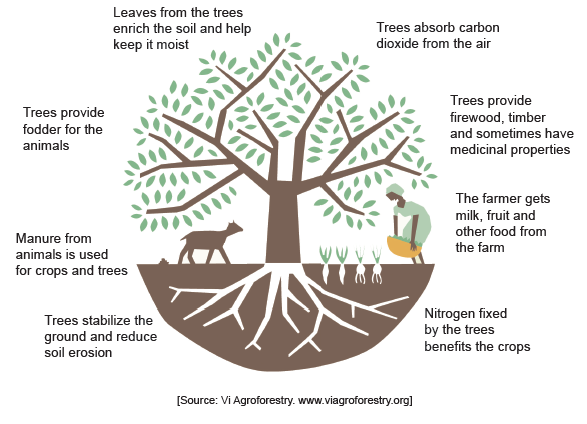 Leaves from the trees
enrich the soil and help
keep it moist
Trees absorb carbon
dioxide from the air
Trees provide
fodder for the
animals
Trees provide
firewood, timber
and sometimes have
medicinal properties
The farmer gets
milk, fruit and
other food from
the farm
Manure from
animals is used
for crops and trees
Trees stabilize the
ground and reduce
soil erosion
Nitrogen fixed
by the trees
benefits the crops
[Source: Vi Agroforestry. www.viagroforestry.org]